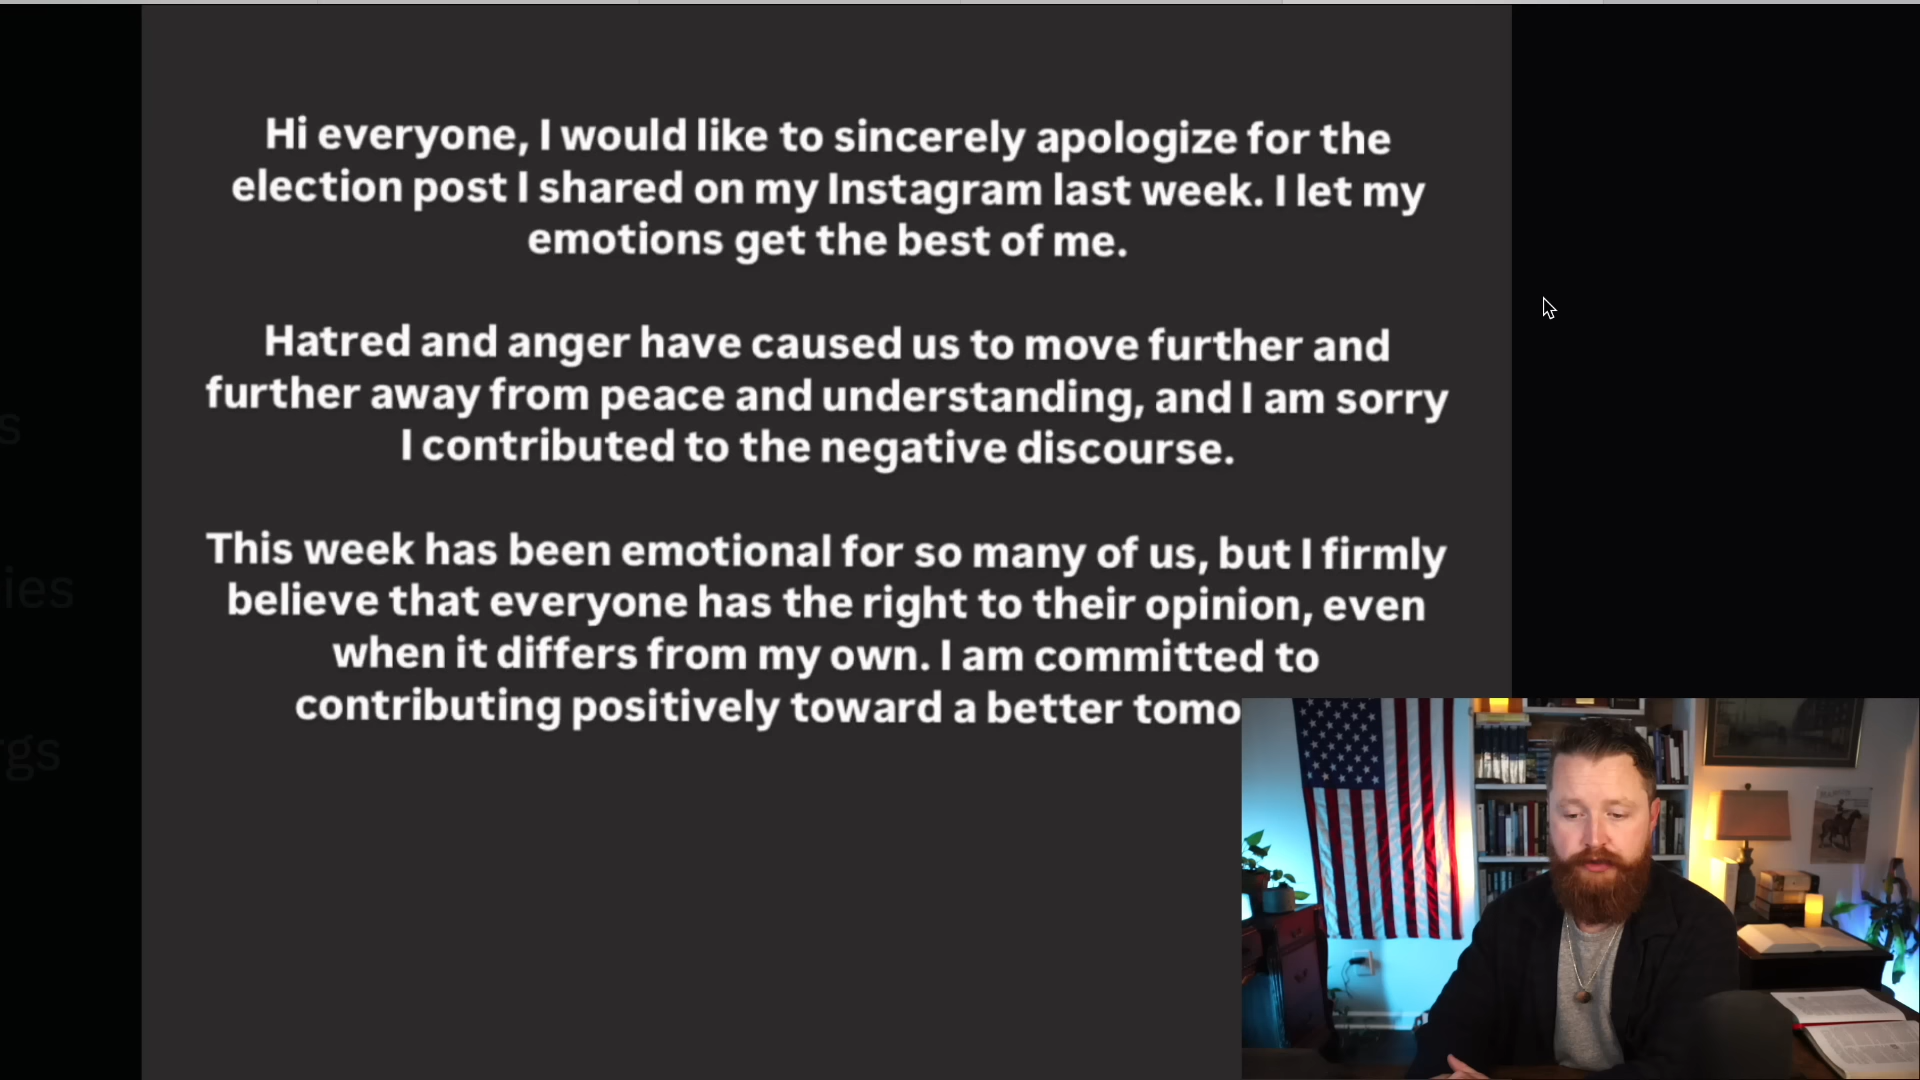 Hi everyone, I would like to sincerely apologize for the
election post I shared on my Instagram last week. I let my
emotions get the best of me.
Hatred and anger have caused us to move further and
further away from peace and understanding, and I am sorry
I contributed to the negative discourse.
This week has been emotional for so many of us, but I firmly
believe that everyone has the right to their opinion, even
when it differs from my own. I am committed to
contributing positively toward a better